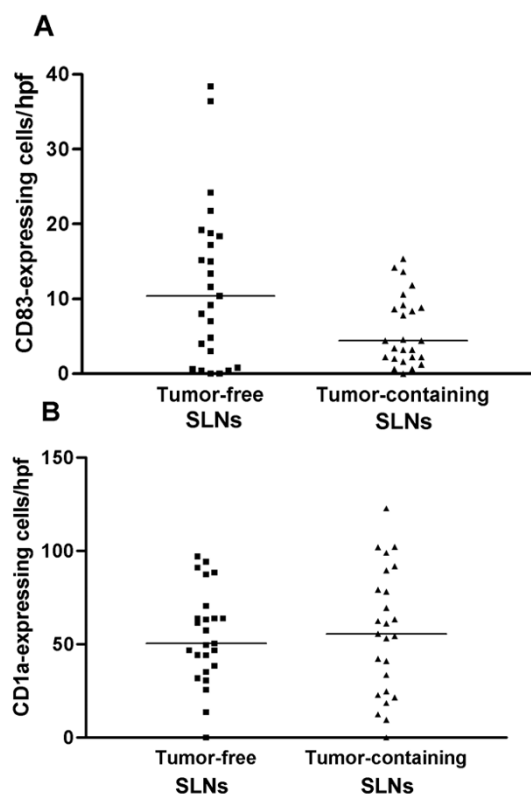 A
CD83-expressing cells/hpf
40
30
20
10
0
Tumor-free
SLNs
Tumor-containing
SLNs
B
CD1a-expressing cells/hpf
150
100
50
0
Tumor-free
SLNs
Tumor-containing
SLNs